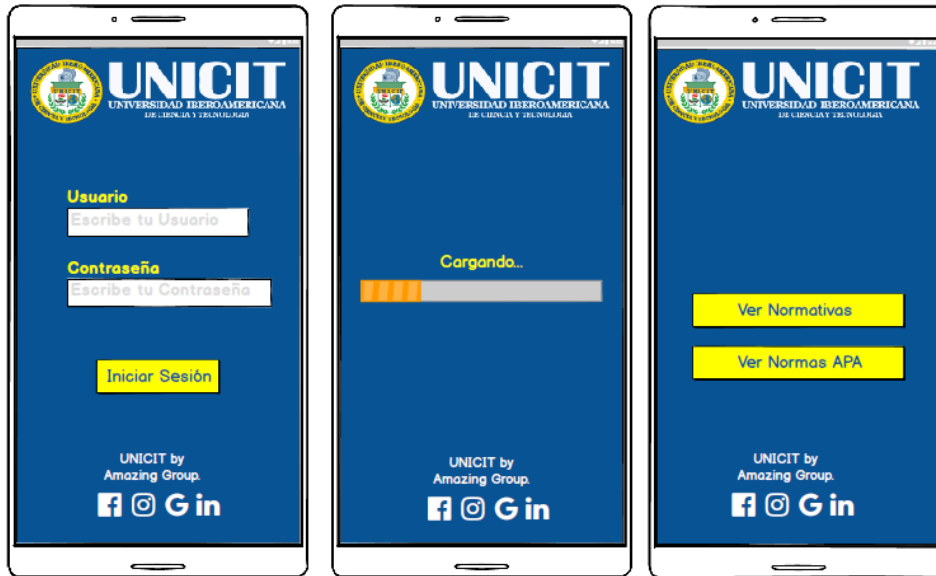 UNICIT
UNIVERSIDAD IBEROAMERICANA
DE CIENCIA Y TECNOLOGIA
Usuario
Escribe tu Usuario
Contraseña
Escribe tu Contraseña
Iniciar Sesión
UNICIT by
Amazing Group.
UNICIT
UNIVERSIDAD IBEROAMERICANA
DE CIENCIA Y TECNOLOGIA
Cargando...
UNICIT by
Amazing Group.
UNICIT
UNIVERSIDAD IBEROAMERICANA
DE CIENCIA Y TECNOLOGIA
Ver Normativas
Ver Normas APA
UNICIT by
Amazing Group.